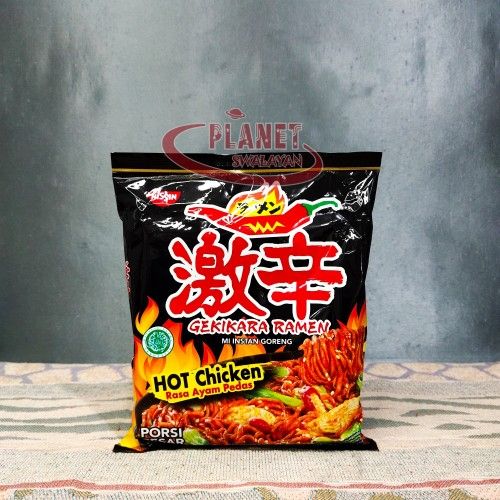 PLANET
SWALAYAN
NISSIN
ラーメン
激辛
GEKIKARA RAMEN
MI INSTAN GORENG
HOT Chicken
Rasa Ayam Pedas
PORSI
BESAR